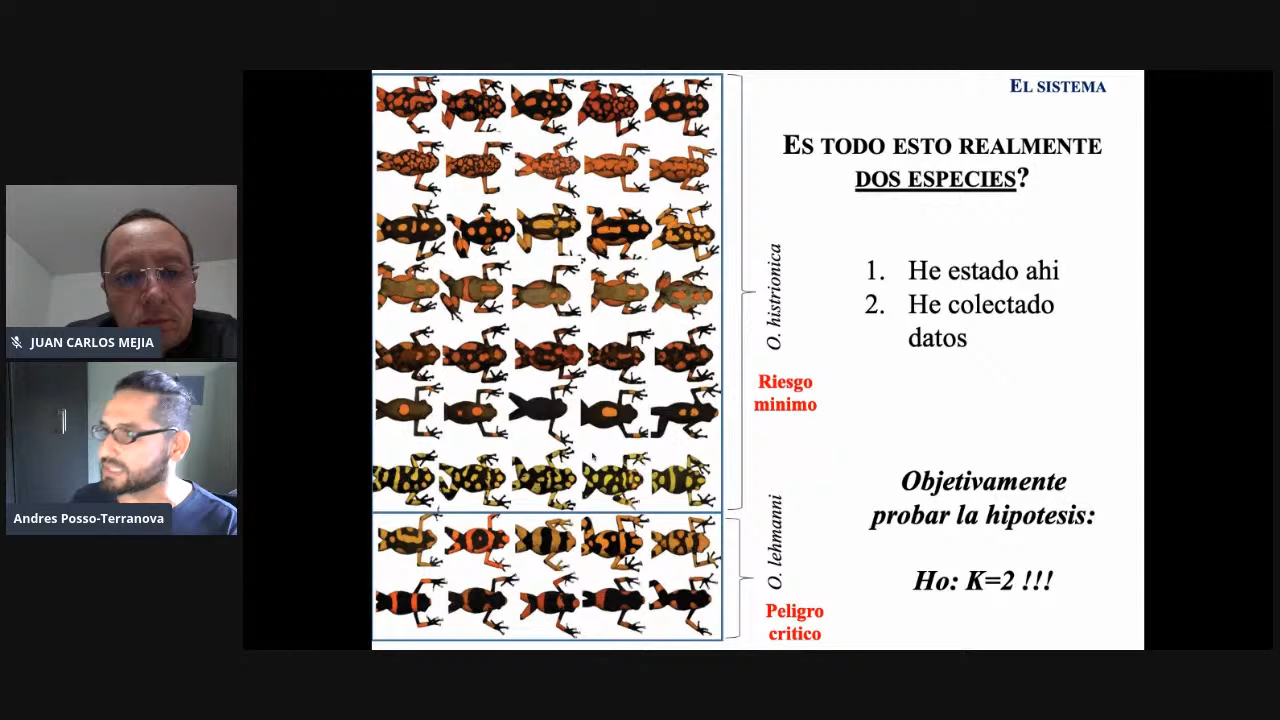 JUAN CARLOS MEJIA
Andres Posso-Terranova
EL SISTEMA
ES TODO ESTO REALMENTE
DOS ESPECIES?
1. He estado ahi
2. He colectado
datos
O. histrionica
Riesgo
minimo
O. lehmanni
Peligro
critico
Objetivamente
probar la hipotesis:
Ho: K=2 !!!